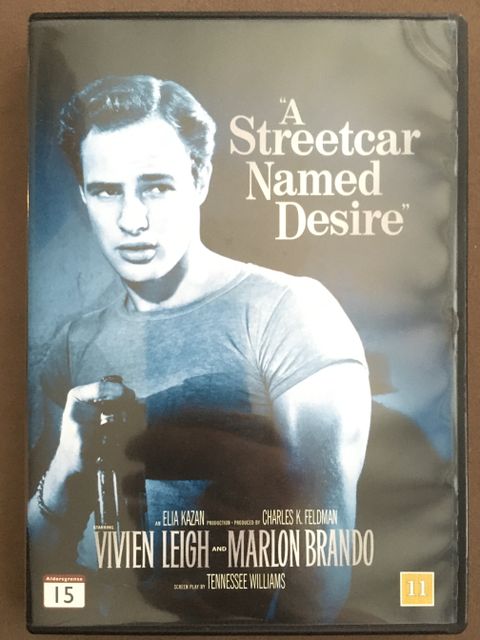 "A
Streetcar
Named
Desire"
AN ELIA KAZAN PRODUCTION · PRODUCED BY CHARLES K. FELDMAN
STARRING
VIVIEN LEIGH AND MARLON BRANDO
SCREEN PLAY BY TENNESSEE WILLIAMS
Aldersgrense
15
11